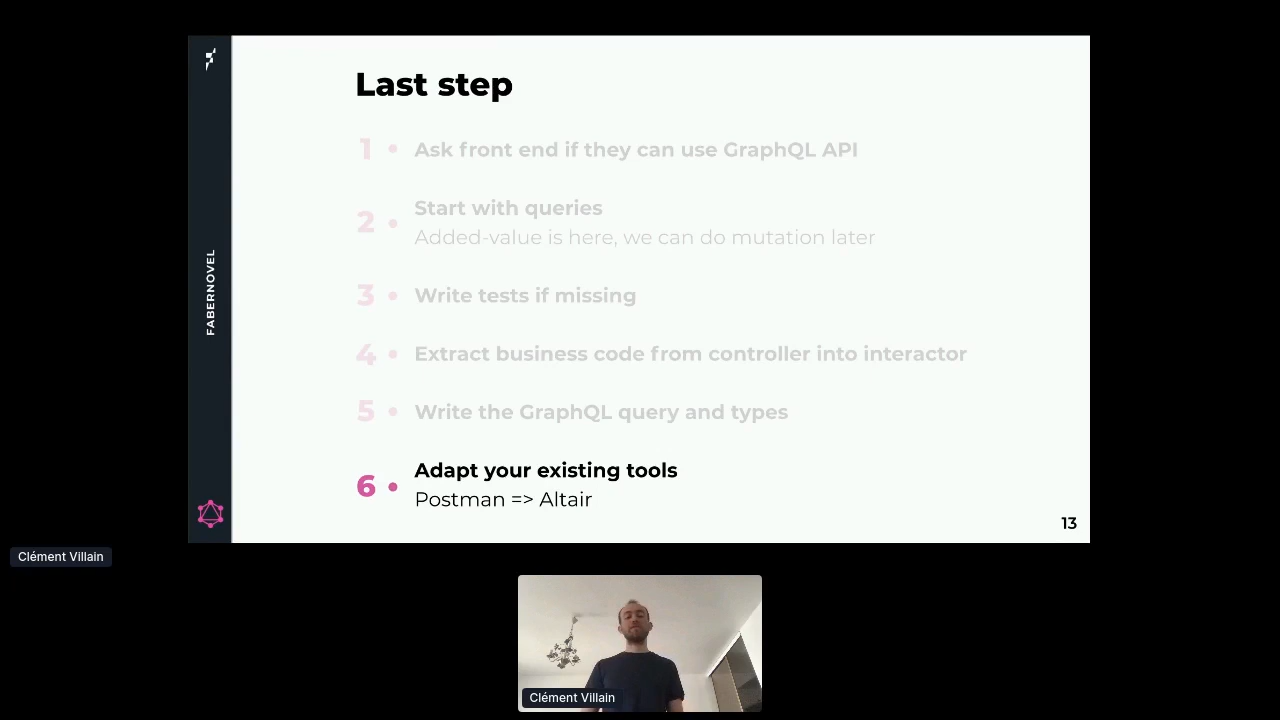 Last step
1 • Ask front end if they can use GraphQL API
2 • Start with queries
Added-value is here, we can do mutation later
3 • Write tests if missing
4 • Extract business code from controller into interactor
5 • Write the GraphQL query and types
6 • Adapt your existing tools
Postman => Altair
13
FABERNOVEL
Clément Villain
Clément Villain